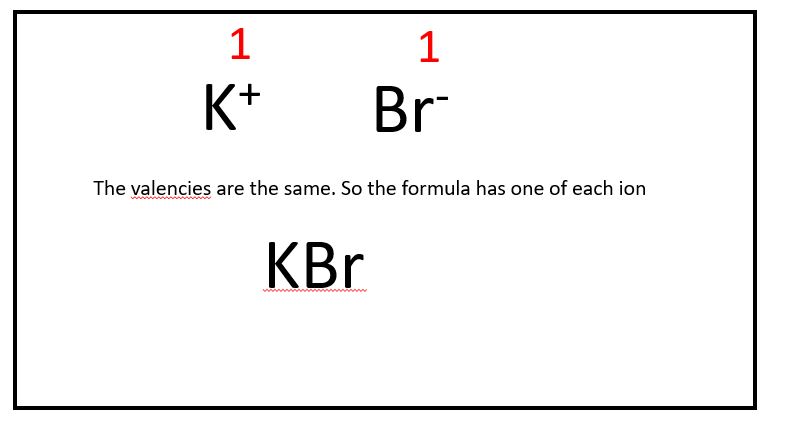 1 1
K⁺ Br⁻
The valencies are the same. So the formula has one of each ion
KBr